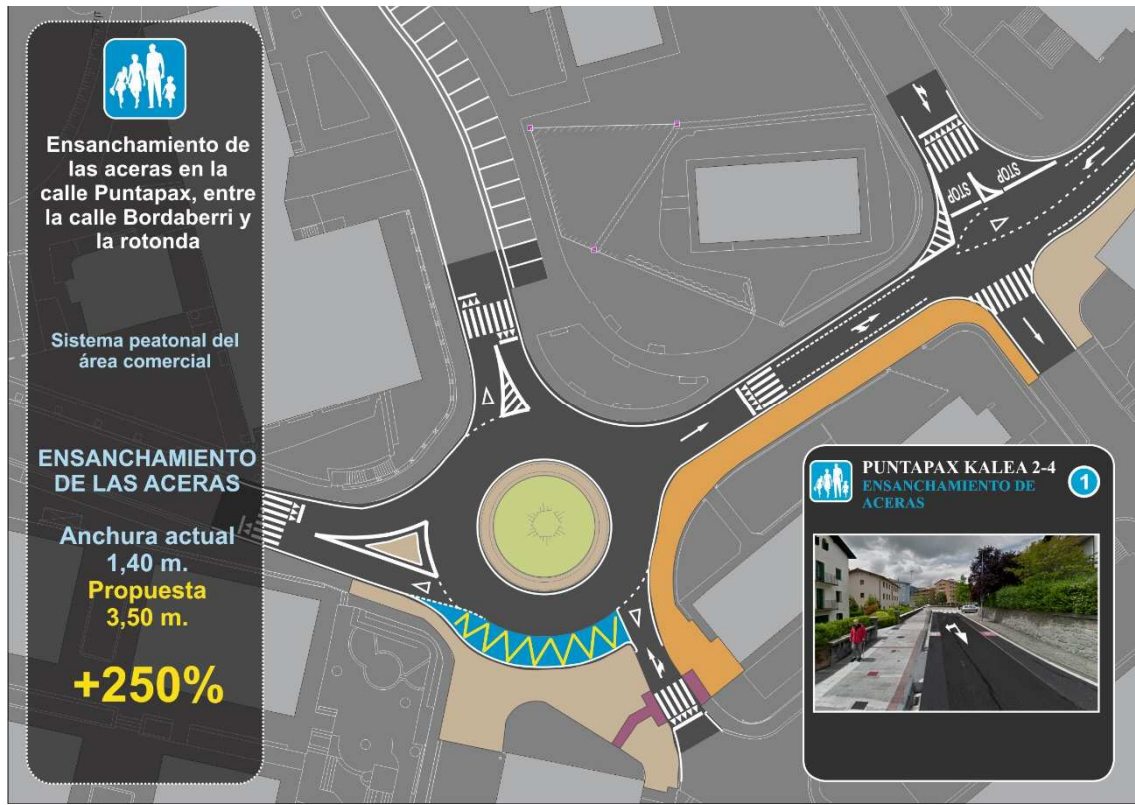 Ensanchamiento de
las aceras en la
calle Puntapax, entre
la calle Bordaberri y
la rotonda
Sistema peatonal del
área comercial
ENSANCHAMIENTO
DE LAS ACERAS
Anchura actual
1,40 m.
Propuesta
3,50 m.
+250%
STOP
STOP
PUNTAPAX KALEA 2-4
ENSANCHAMIENTO DE
ACERAS
1